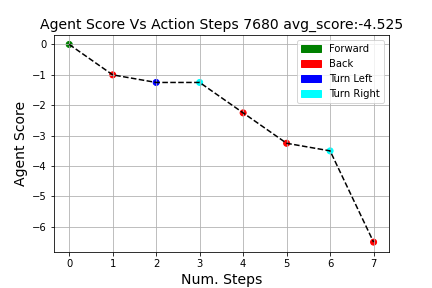 Agent Score Vs Action Steps 7680 avg_score:-4.525
Forward
Back
Turn Left
Turn Right
Agent Score
0
−1
−2
−3
−4
−5
−6
0 1 2 3 4 5 6 7
Num. Steps